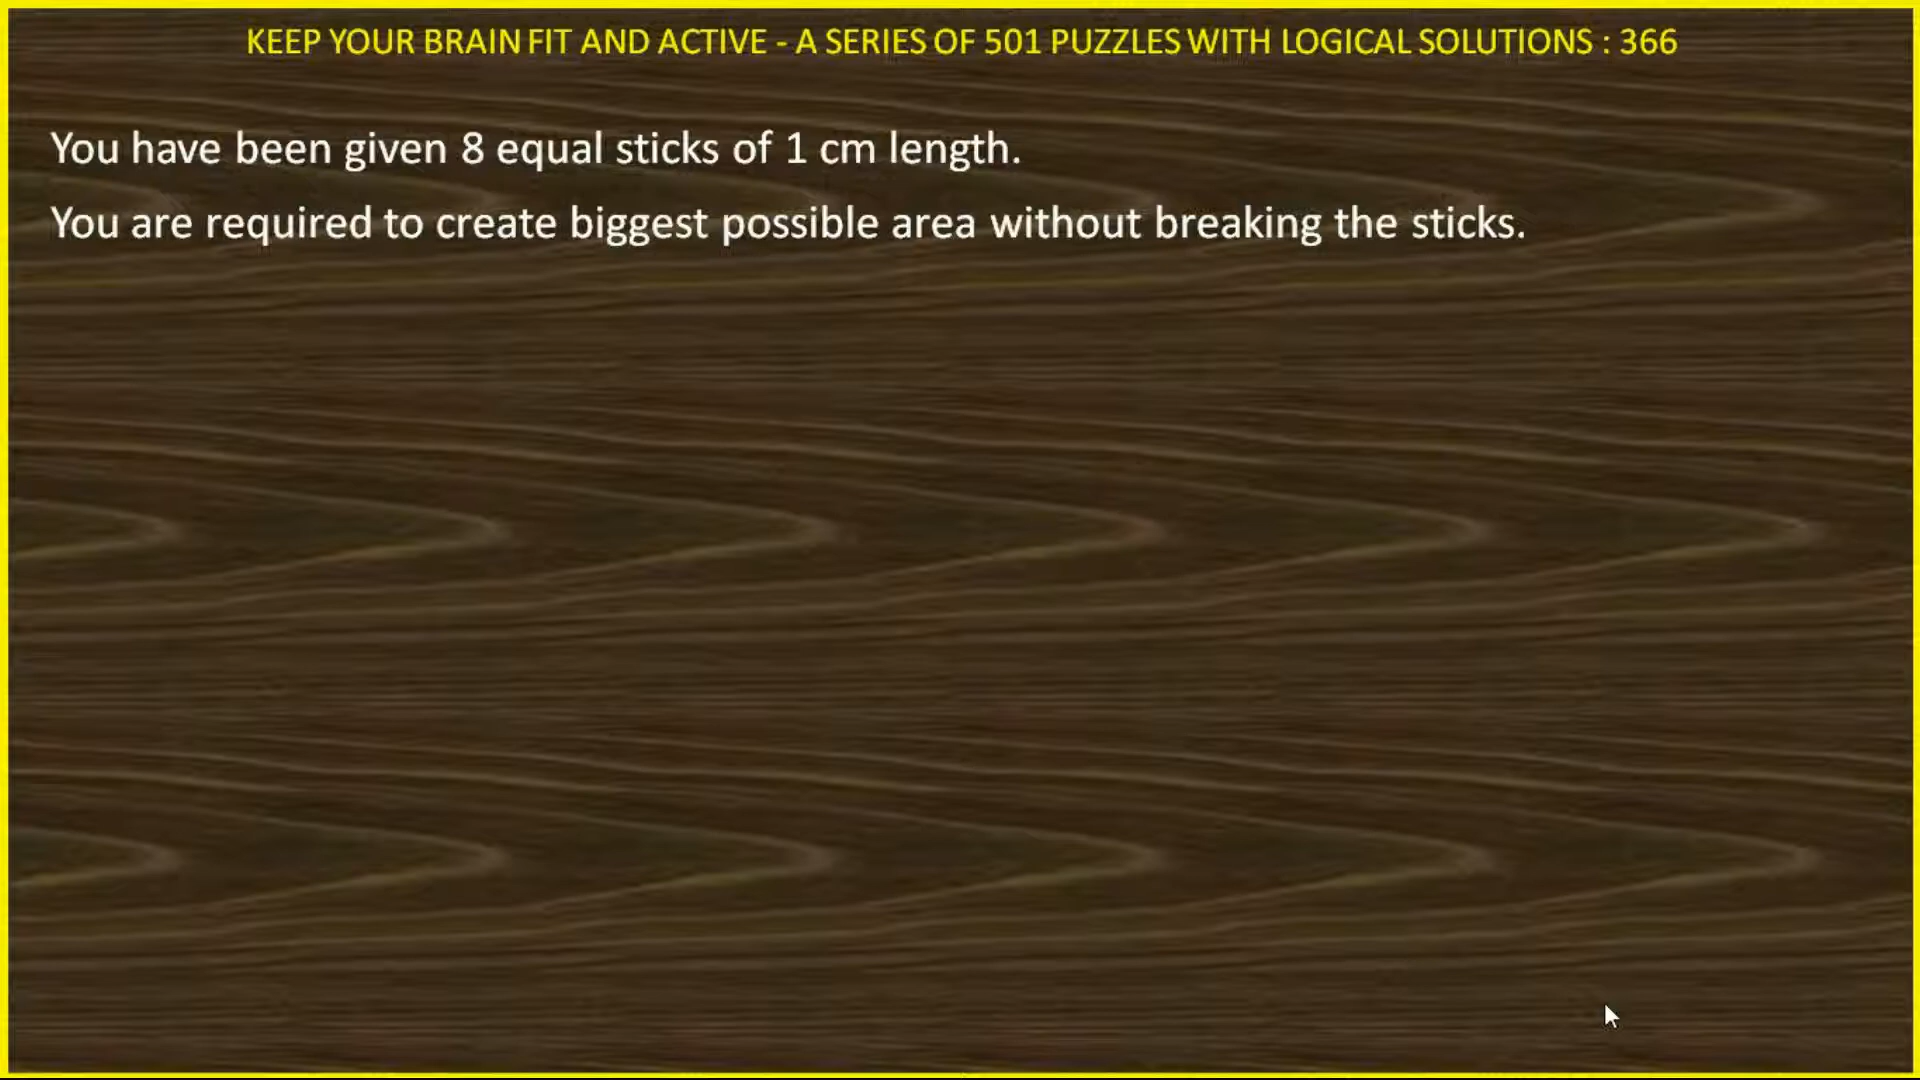 KEEP YOUR BRAIN FIT AND ACTIVE - A SERIES OF 501 PUZZLES WITH LOGICAL SOLUTIONS : 366
You have been given 8 equal sticks of 1 cm length.
You are required to create biggest possible area without breaking the sticks.